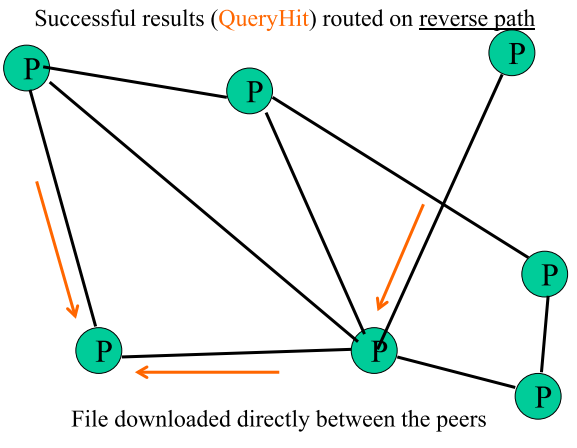 Successful results (QueryHit) routed on reverse path
P
P
P
P
P
P
P
File downloaded directly between the peers